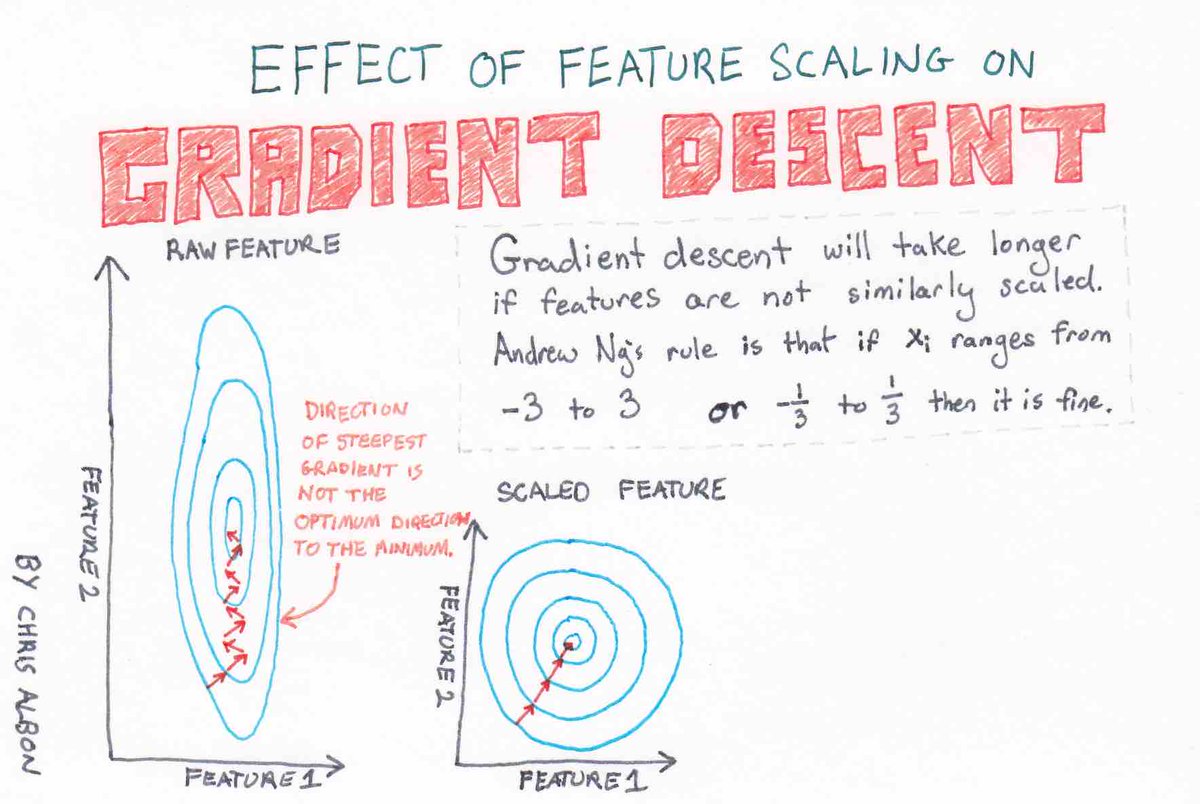 EFFECT OF FEATURE SCALING ON
GRADIENT DESCENT
RAW FEATURE
Gradient descent will take longer
if features are not similarly scaled.
Andrew Ng's rule is that if xᵢ ranges from
-3 to 3 or -1/3 to 1/3 then it is fine.
DIRECTION
OF STEEPEST
GRADIENT IS
NOT THE
OPTIMUM DIRECTION
TO THE MINIMUM.
FEATURE 2
FEATURE 1
SCALED FEATURE
FEATURE 2
FEATURE 1
BY CHRIS ALBON